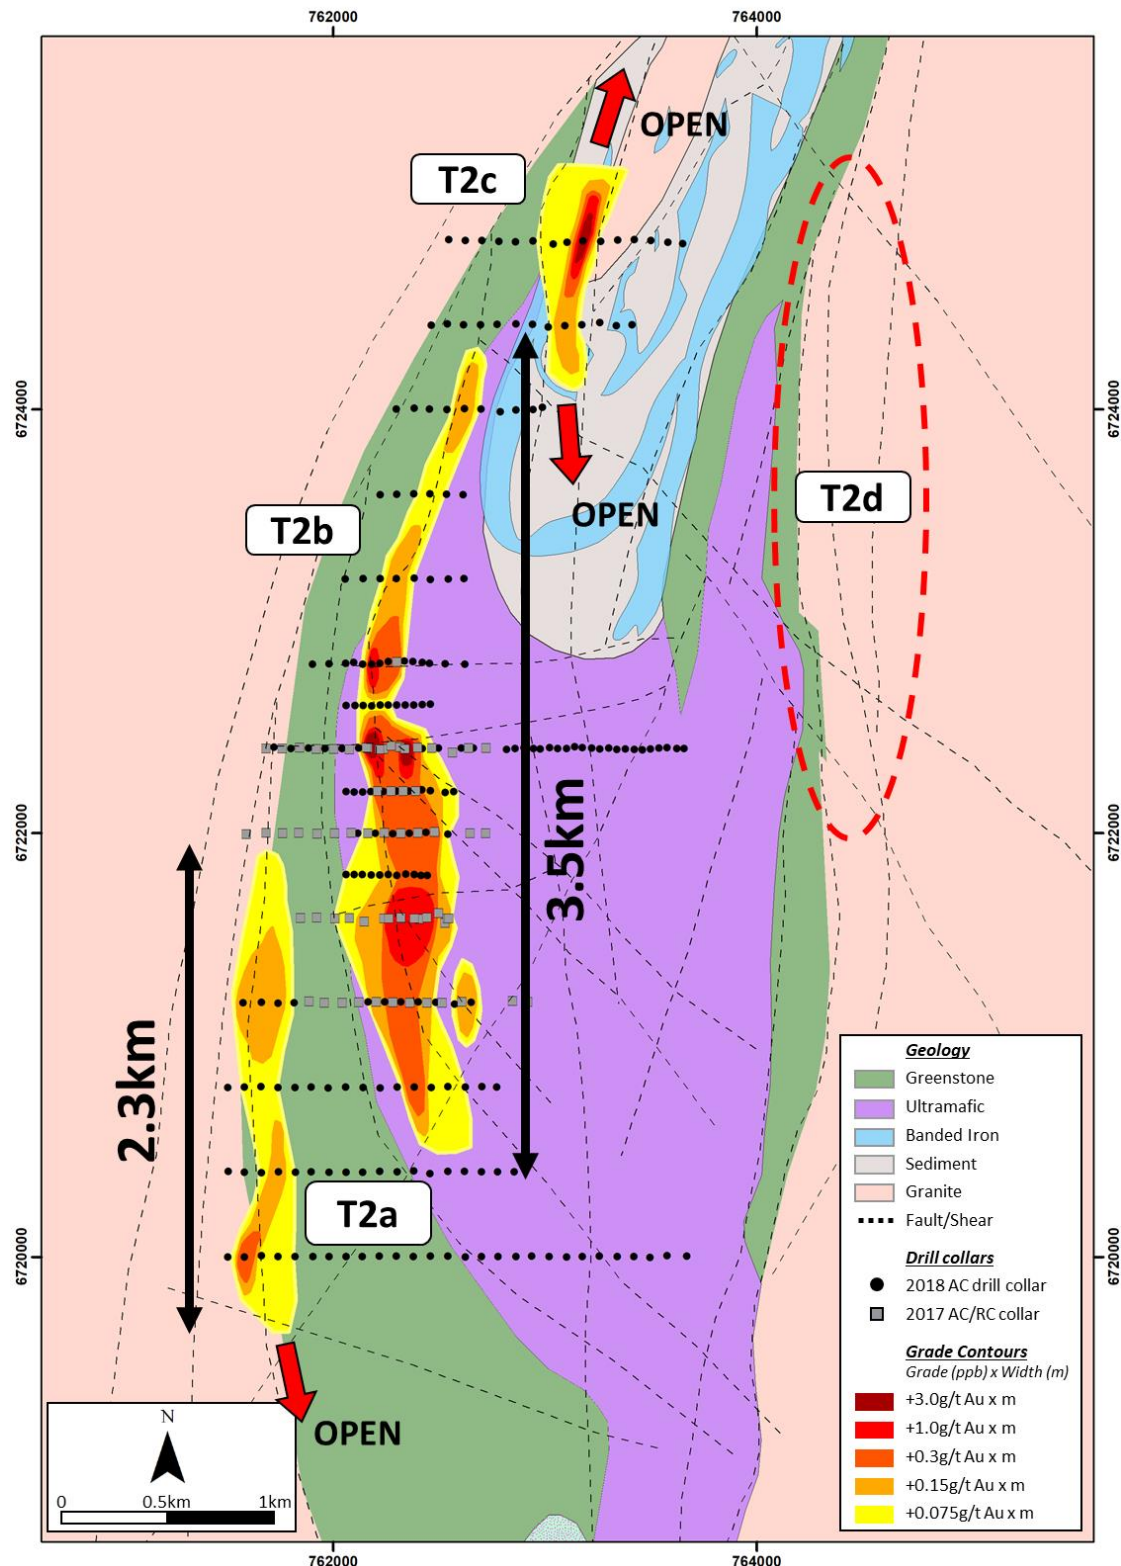 762000
764000
OPEN
T2c
6724000
6724000
OPEN
T2b
T2d
3.5km
6722000
6722000
2.3km
T2a
6720000
6720000
OPEN
Geology
Greenstone
Ultramafic
Banded Iron
Sediment
Granite
Fault/Shear
Drill collars
2018 AC drill collar
2017 AC/RC collar
Grade Contours
Grade (ppb) x Width (m)
+3.0g/t Au x m
+1.0g/t Au x m
+0.3g/t Au x m
+0.15g/t Au x m
+0.075g/t Au x m
N
0 0.5km 1km
762000
764000